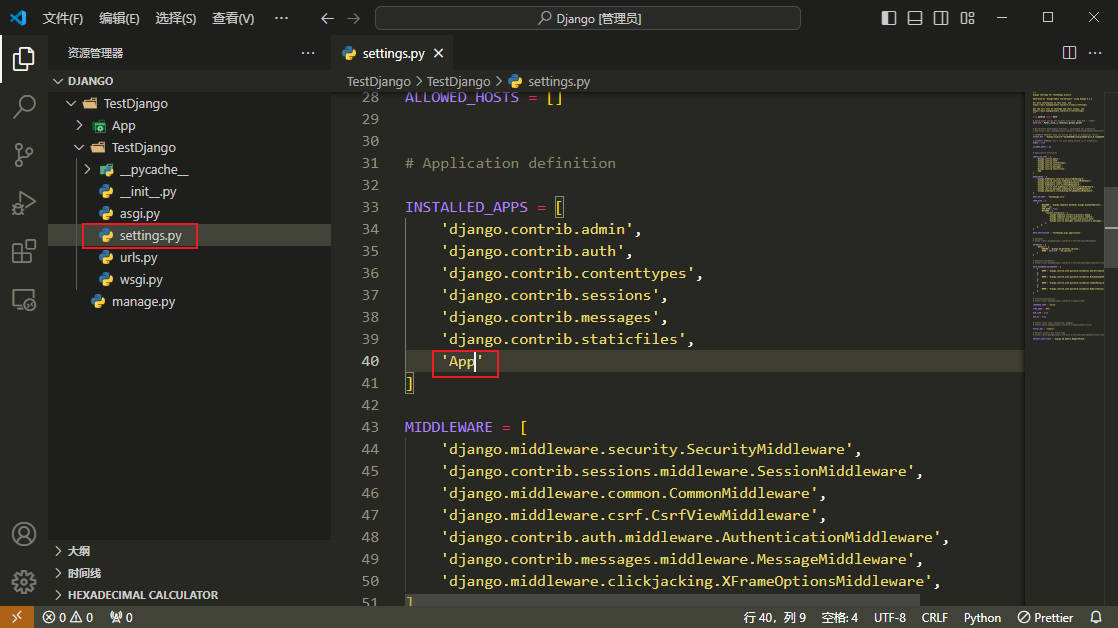 文件(F) 编辑(E) 选择(S) 查看(V) ··· Django [管理员]
资源管理器 ···
settings.py
DJANGO
TestDjango
App
TestDjango
__pycache__
__init__.py
asgi.py
settings.py
urls.py
wsgi.py
manage.py
大纲
时间线
HEXADECIMAL CALCULATOR
TestDjango > TestDjango > settings.py
28 ALLOWED_HOSTS = []
29
30
31 # Application definition
32
33 INSTALLED_APPS = [
34 'django.contrib.admin',
35 'django.contrib.auth',
36 'django.contrib.contenttypes',
37 'django.contrib.sessions',
38 'django.contrib.messages',
39 'django.contrib.staticfiles',
40 'App'
41 ]
42
43 MIDDLEWARE = [
44 'django.middleware.security.SecurityMiddleware',
45 'django.contrib.sessions.middleware.SessionMiddleware',
46 'django.middleware.common.CommonMiddleware',
47 'django.middleware.csrf.CsrfViewMiddleware',
48 'django.contrib.auth.middleware.AuthenticationMiddleware',
49 'django.contrib.messages.middleware.MessageMiddleware',
50 'django.middleware.clickjacking.XFrameOptionsMiddleware',
51 ]
0 0 0 行 40，列 9 空格: 4 UTF-8 CRLF Python Prettier